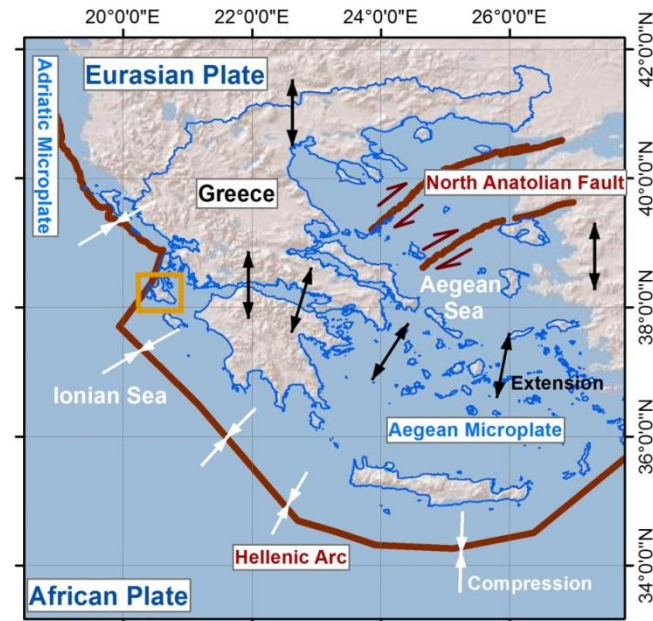 20°0'0"E
22°0'0"E
24°0'0"E
26°0'0"E
42°0'0"N
40°0'0"N
38°0'0"N
36°0'0"N
34°0'0"N
Adriatic Microplate
Eurasian Plate
Greece
North Anatolian Fault
Aegean
Sea
Ionian Sea
Extension
Aegean Microplate
Hellenic Arc
Compression
African Plate